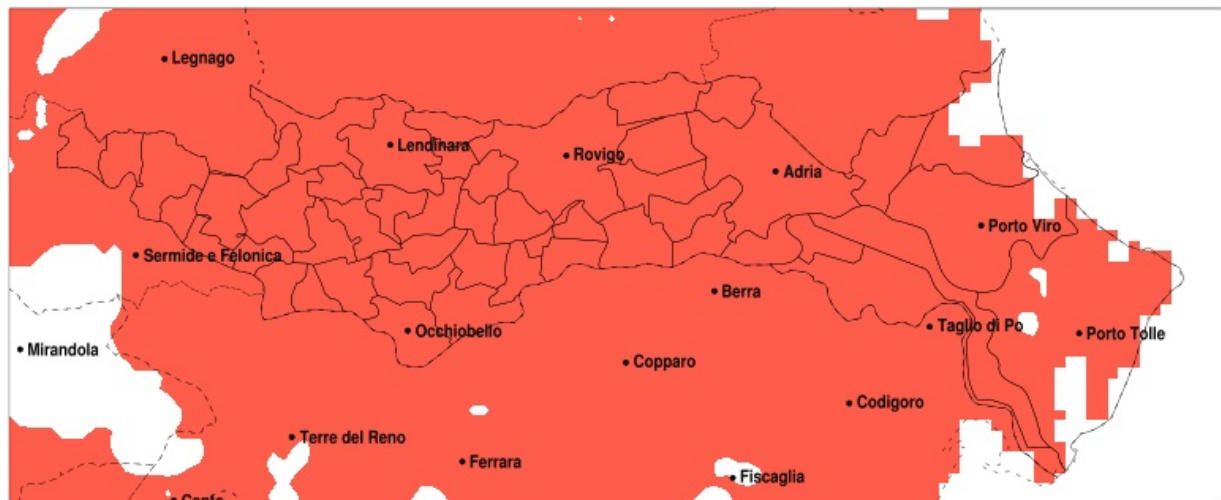 Legnago
Lendinara
Rovigo
Adria
Porto Viro
Sermide e Felonica
Berra
Taglio di Po
Porto Tolle
Occhiobello
Mirandola
Copparo
Codigoro
Terre del Reno
Ferrara
Fiscaglia